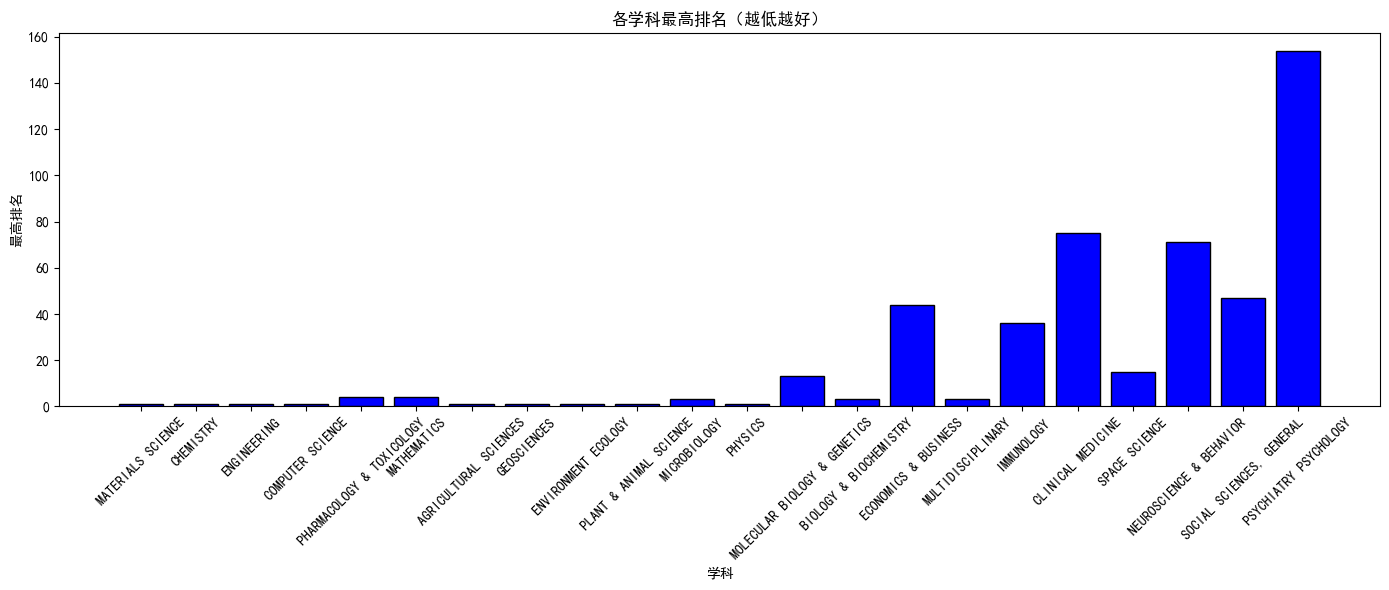 各学科最高排名（越低越好）
160
140
120
100
80
60
40
20
0
最高排名
MATERIALS SCIENCE
CHEMISTRY
ENGINEERING
COMPUTER SCIENCE
PHARMACOLOGY & TOXICOLOGY
MATHEMATICS
AGRICULTURAL SCIENCES
GEOSCIENCES
ENVIRONMENT ECOLOGY
PLANT & ANIMAL SCIENCE
MICROBIOLOGY
PHYSICS
MOLECULAR BIOLOGY & GENETICS
BIOLOGY & BIOCHEMISTRY
ECONOMICS & BUSINESS
MULTIDISCIPLINARY
IMMUNOLOGY
CLINICAL MEDICINE
SPACE SCIENCE
NEUROSCIENCE & BEHAVIOR
SOCIAL SCIENCES, GENERAL
PSYCHIATRY PSYCHOLOGY
学科